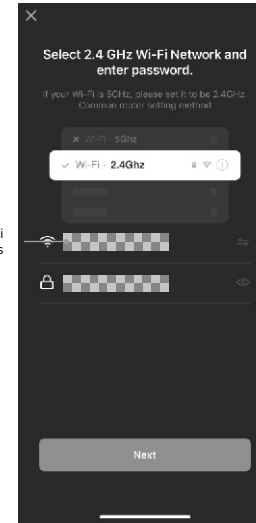 Select 2.4 GHz Wi-Fi Network and
enter password.
If your Wi-Fi is 5GHz, please set it to be 2.4GHz.
Common router setting method
× Wi-Fi - 5Ghz
✓ Wi-Fi - 2.4Ghz
i
s
Next